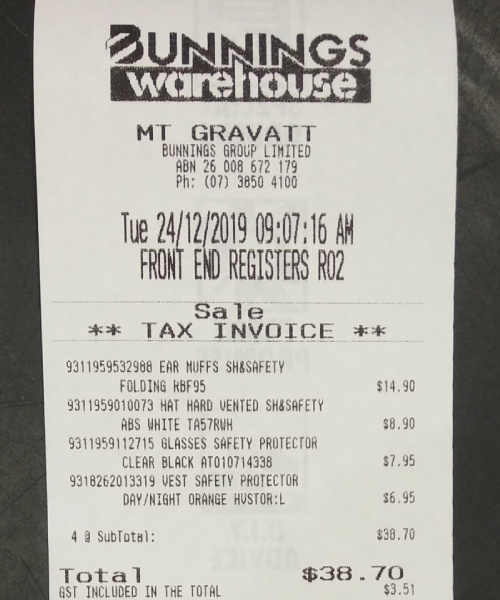 BUNNINGS
warehouse
MT GRAVATT
BUNNINGS GROUP LIMITED
ABN 26 008 672 179
Ph: (07) 3850 4100
Tue 24/12/2019 09:07:16 AM
FRONT END REGISTERS R02
Sale
** TAX INVOICE **
9311959532988 EAR MUFFS SH&SAFETY
FOLDING RBF95 $14.90
9311959010073 HAT HARD VENTED SH&SAFETY
ABS WHITE TA57RWH $8.90
9311959112715 GLASSES SAFETY PROTECTOR
CLEAR BLACK AT010714338 $7.95
9318262013319 VEST SAFETY PROTECTOR
DAY/NIGHT ORANGE HVSTOR:L $6.95
4 @ SubTotal: $38.70
Total $38.70
GST INCLUDED IN THE TOTAL $3.51